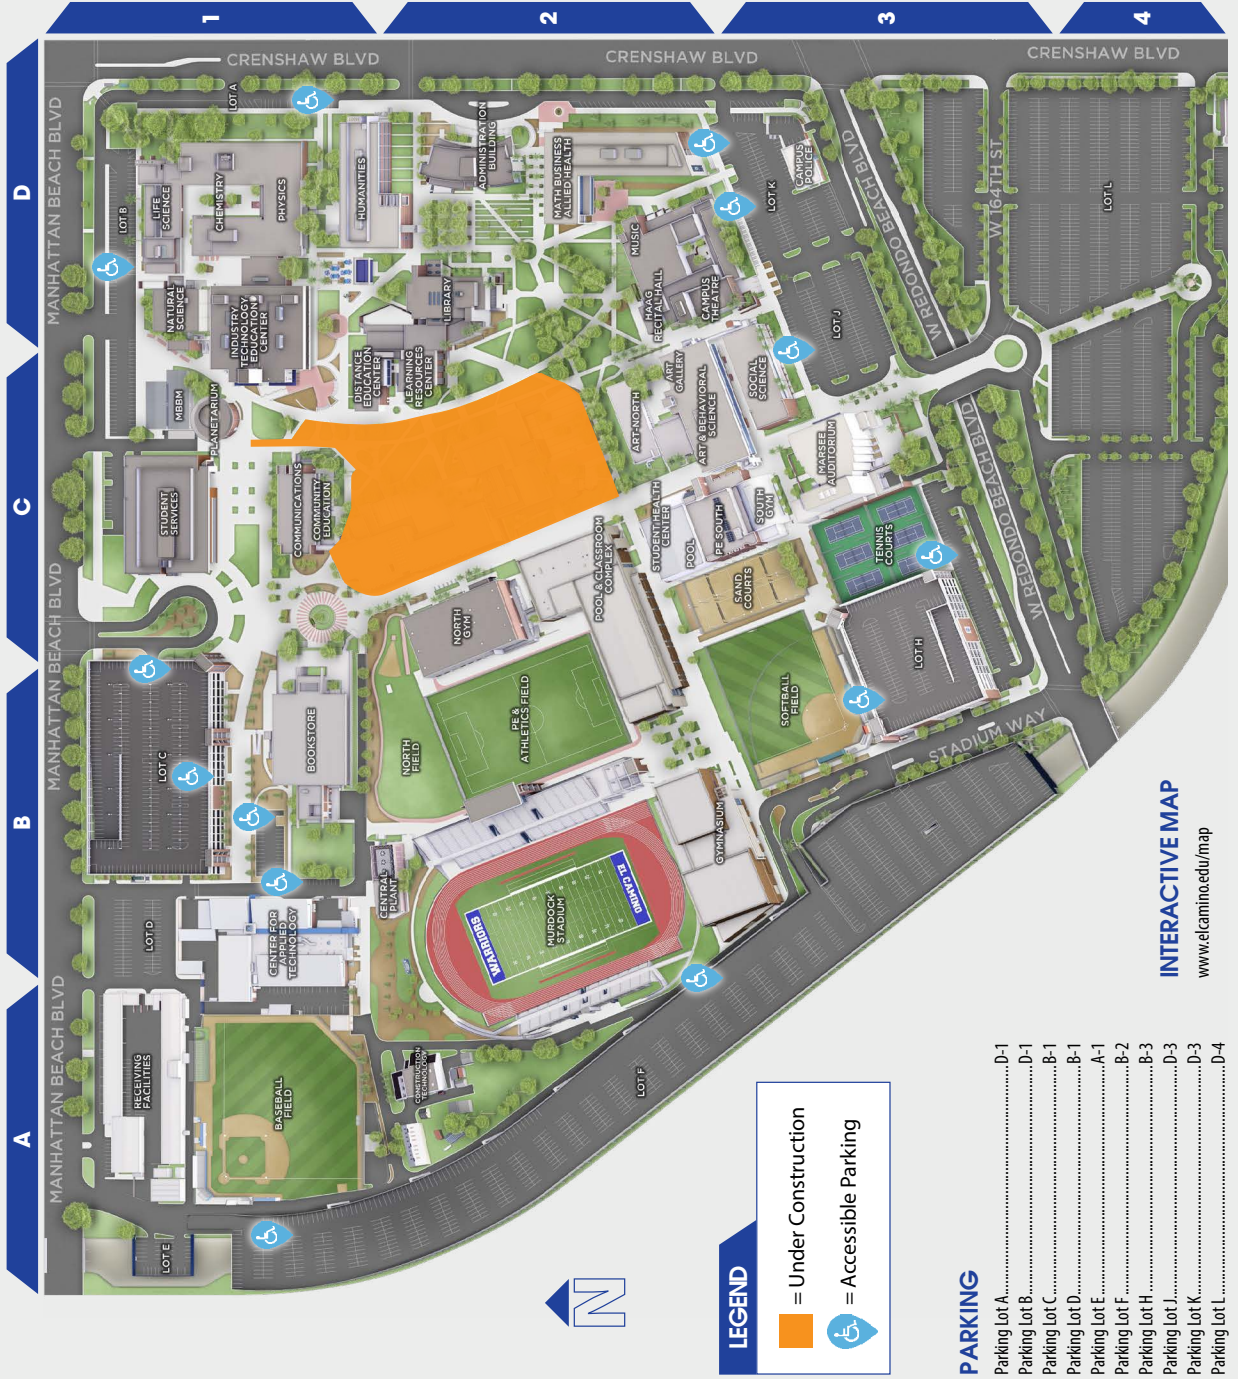 1
2
3
4
D
C
B
A
CRENSHAW BLVD
CRENSHAW BLVD
CRENSHAW BLVD
MANHATTAN BEACH BLVD
MANHATTAN BEACH BLVD
MANHATTAN BEACH BLVD
MANHATTAN BEACH BLVD
W REDONDO BEACH BLVD
W REDONDO BEACH BLVD
W REDONDO BEACH BLVD
W 164TH ST
STADIUM WAY
LOT A
LOT B
LIFE
SCIENCE
CHEMISTRY
PHYSICS
HUMANITIES
ADMINISTRATION
BUILDING
MATH BUSINESS
ALLIED HEALTH
LOT K
CAMPUS
POLICE
LOT L
NATURAL
SCIENCE
INDUSTRY
TECHNOLOGY
EDUCATION
CENTER
LIBRARY
MUSIC
HAAG
RECITAL HALL
CAMPUS
THEATRE
LOT J
MBBM
PLANETARIUM
DISTANCE
EDUCATION
CENTER
LEARNING
RESOURCES
CENTER
ART-NORTH
ART
GALLERY
ART & BEHAVIORAL
SCIENCE
SOCIAL
SCIENCE
MARSEE
AUDITORIUM
STUDENT
SERVICES
COMMUNICATIONS
COMMUNITY
EDUCATION
STUDENT HEALTH
CENTER
POOL
PE SOUTH
SOUTH
GYM
TENNIS
COURTS
NORTH
GYM
POOL & CLASSROOM
COMPLEX
SAND
COURTS
LOT H
LOT C
BOOKSTORE
NORTH
FIELD
PE &
ATHLETICS FIELD
SOFTBALL
FIELD
GYMNASIUM
CENTRAL
PLANT
WARRIORS
MURDOCK
STADIUM
EL CAMINO
LOT D
CENTER FOR
APPLIED
TECHNOLOGY
RECEIVING
FACILITIES
BASEBALL
FIELD
CONSTRUCTION
TECHNOLOGY
LOT F
LOT E
N
LEGEND
= Under Construction
= Accessible Parking
INTERACTIVE MAP
www.elcamino.edu/map
PARKING
Parking Lot A..........D-1
Parking Lot B..........D-1
Parking Lot C..........B-1
Parking Lot D..........B-1
Parking Lot E..........A-1
Parking Lot F..........B-2
Parking Lot H..........B-3
Parking Lot J..........D-3
Parking Lot K..........D-3
Parking Lot L..........D-4